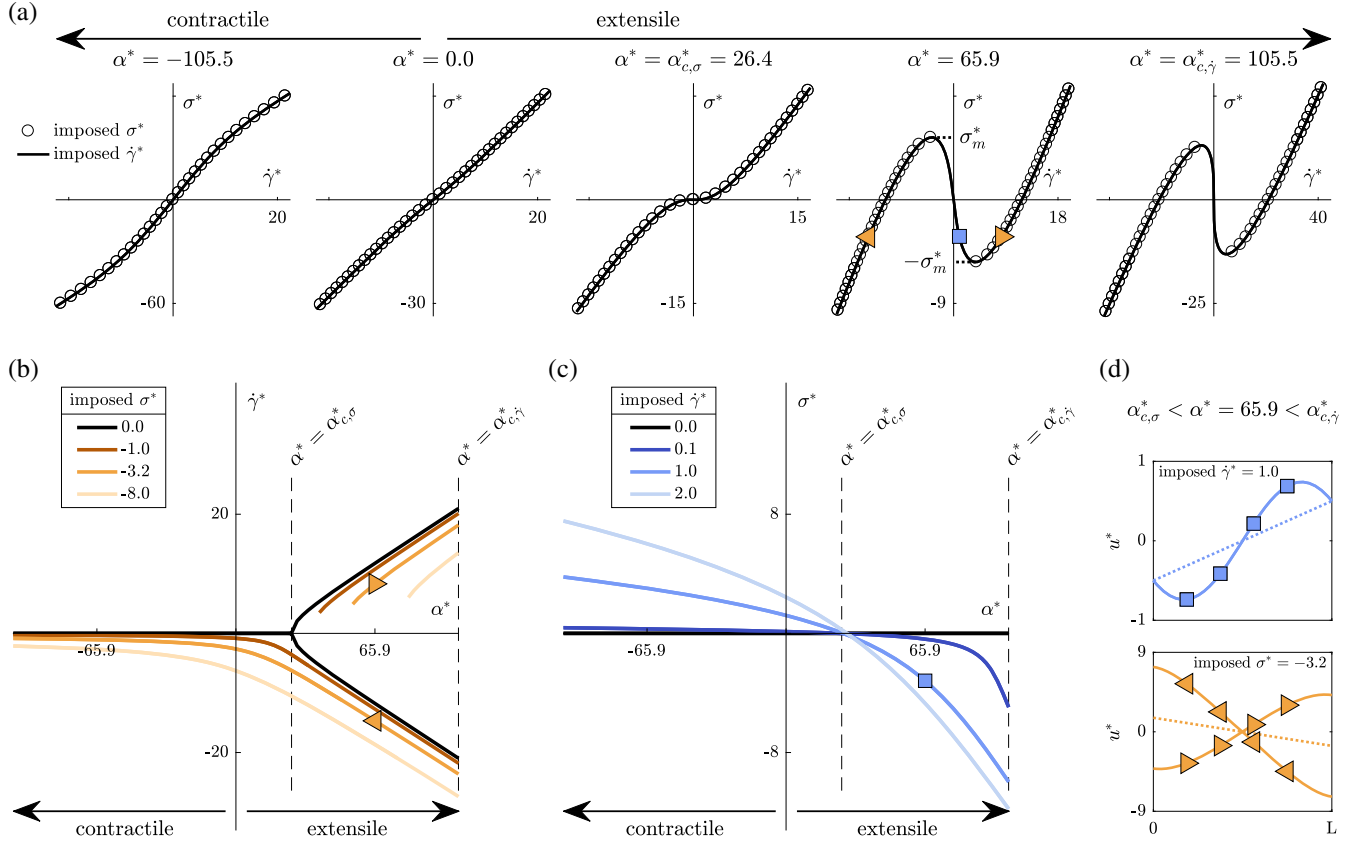 (a)
contractile
extensile
α* = −105.5
α* = 0.0
α* = α*c,σ = 26.4
α* = 65.9
α* = α*c,γ̇ = 105.5
σ*
σ*
σ*
σ*
σ*
imposed σ*
imposed γ̇*
σ*m
γ̇*
γ̇*
γ̇*
γ̇*
γ̇*
20
20
15
18
40
−σ*m
-60
-30
-15
-9
-25
(b)
imposed σ*
0.0
-1.0
-3.2
-8.0
γ̇*
α* = α*c,σ
α* = α*c,γ̇
20
α*
-65.9
65.9
-20
contractile
extensile
(c)
imposed γ̇*
0.0
0.1
1.0
2.0
σ*
α* = α*c,σ
α* = α*c,γ̇
8
α*
-65.9
65.9
-8
contractile
extensile
(d)
α*c,σ < α* = 65.9 < α*c,γ̇
1
imposed γ̇* = 1.0
u*
0
-1
9
imposed σ* = −3.2
u*
0
-9
0
L